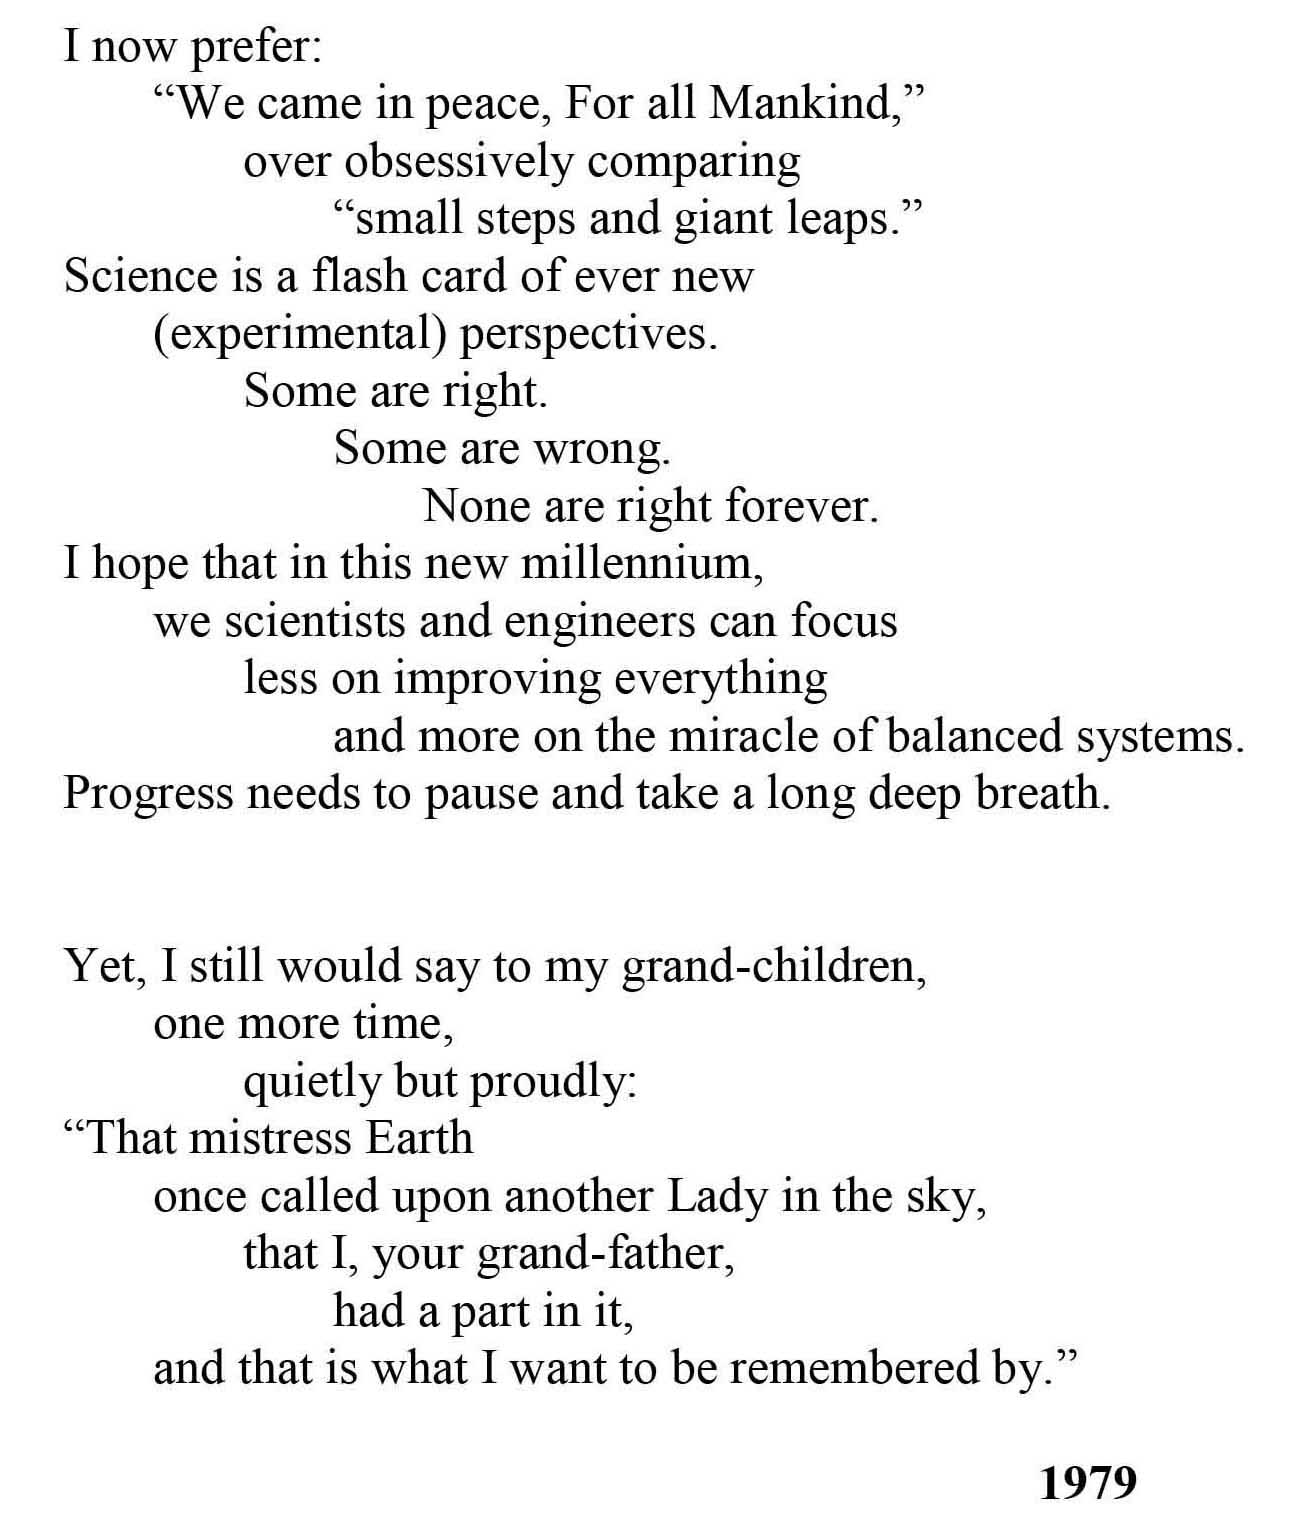 I now prefer:
“We came in peace, For all Mankind,”
over obsessively comparing
“small steps and giant leaps.”
Science is a flash card of ever new
(experimental) perspectives.
Some are right.
Some are wrong.
None are right forever.
I hope that in this new millennium,
we scientists and engineers can focus
less on improving everything
and more on the miracle of balanced systems.
Progress needs to pause and take a long deep breath.
Yet, I still would say to my grand-children,
one more time,
quietly but proudly:
“That mistress Earth
once called upon another Lady in the sky,
that I, your grand-father,
had a part in it,
and that is what I want to be remembered by.”
1979